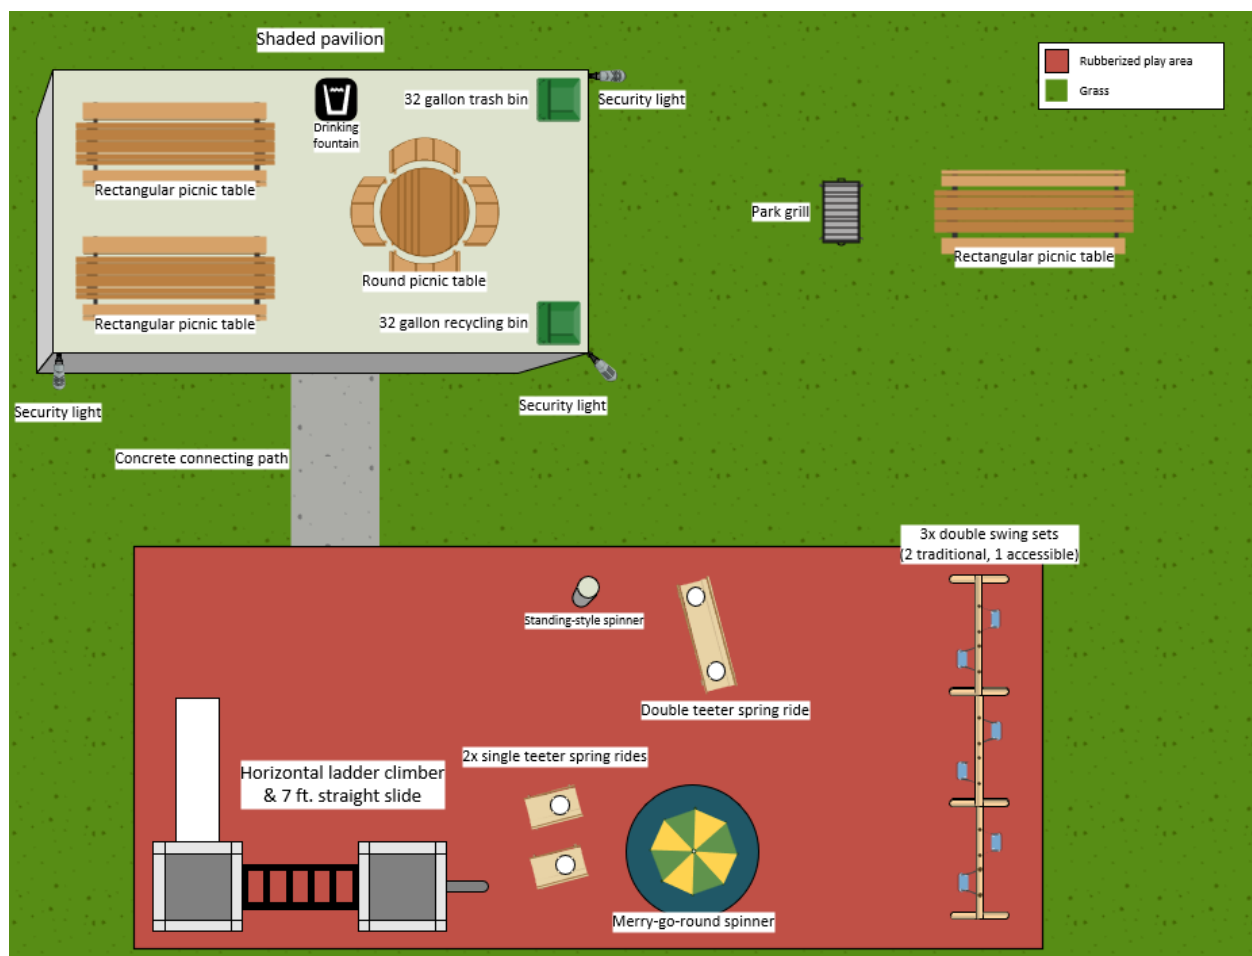 Shaded pavilion
Rubberized play area
Grass
32 gallon trash bin
Security light
Drinking
fountain
Rectangular picnic table
Park grill
Rectangular picnic table
Round picnic table
Rectangular picnic table
32 gallon recycling bin
Security light
Security light
Concrete connecting path
3x double swing sets
(2 traditional, 1 accessible)
Standing-style spinner
Double teeter spring ride
2x single teeter spring rides
Horizontal ladder climber
& 7 ft. straight slide
Merry-go-round spinner